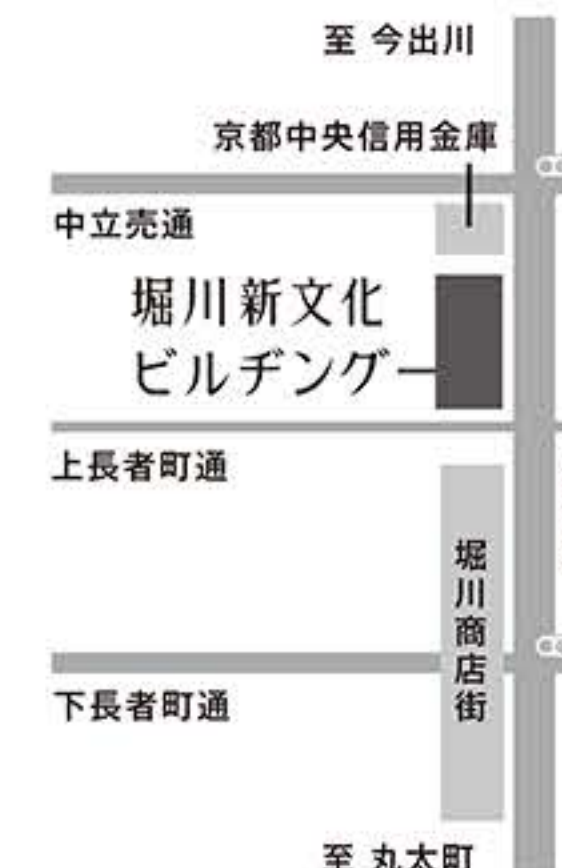 至 今出川
京都中央信用金庫
中立売通
堀川新文化
ビルヂング
上長者町通
堀川商店街
下長者町通
至 丸太町